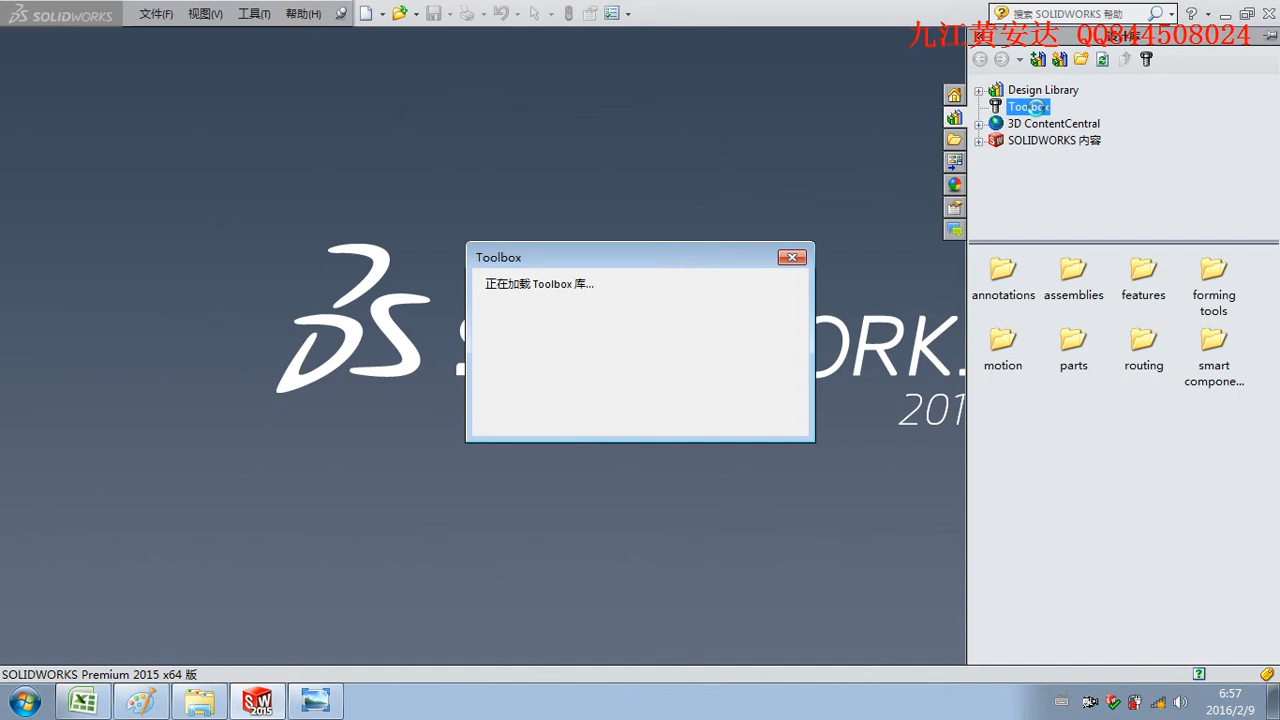 SOLIDWORKS
文件(F)
视图(V)
工具(T)
帮助(H)
搜索 SOLIDWORKS 帮助
九江黄安达 QQ844508024
Design Library
Toolbox
3D ContentCentral
SOLIDWORKS 内容
Toolbox
正在加载 Toolbox 库...
S
ORK
201
annotations
assemblies
features
forming tools
motion
parts
routing
smart compone...
SOLIDWORKS Premium 2015 x64 版
SW
2015
6:57
2016/2/9